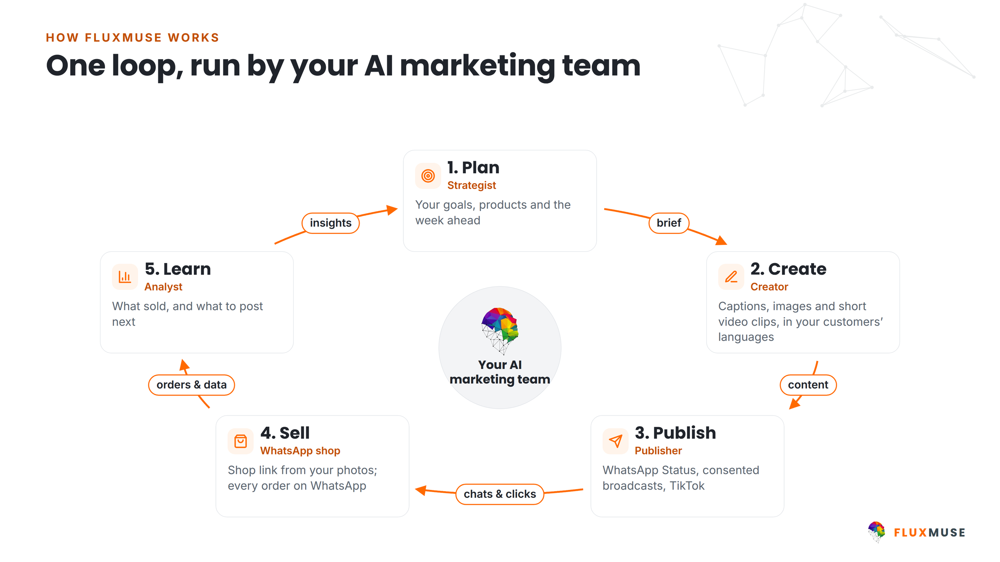 HOW FLUXMUSE WORKS
One loop, run by your AI marketing team
1. Plan
Strategist
Your goals, products and the
week ahead
brief
2. Create
Creator
Captions, images and short
video clips, in your customers’
languages
content
3. Publish
Publisher
WhatsApp Status, consented
broadcasts, TikTok
chats & clicks
4. Sell
WhatsApp shop
Shop link from your photos;
every order on WhatsApp
orders & data
5. Learn
Analyst
What sold, and what to post
next
insights
Your AI
marketing team
FLUXMUSE